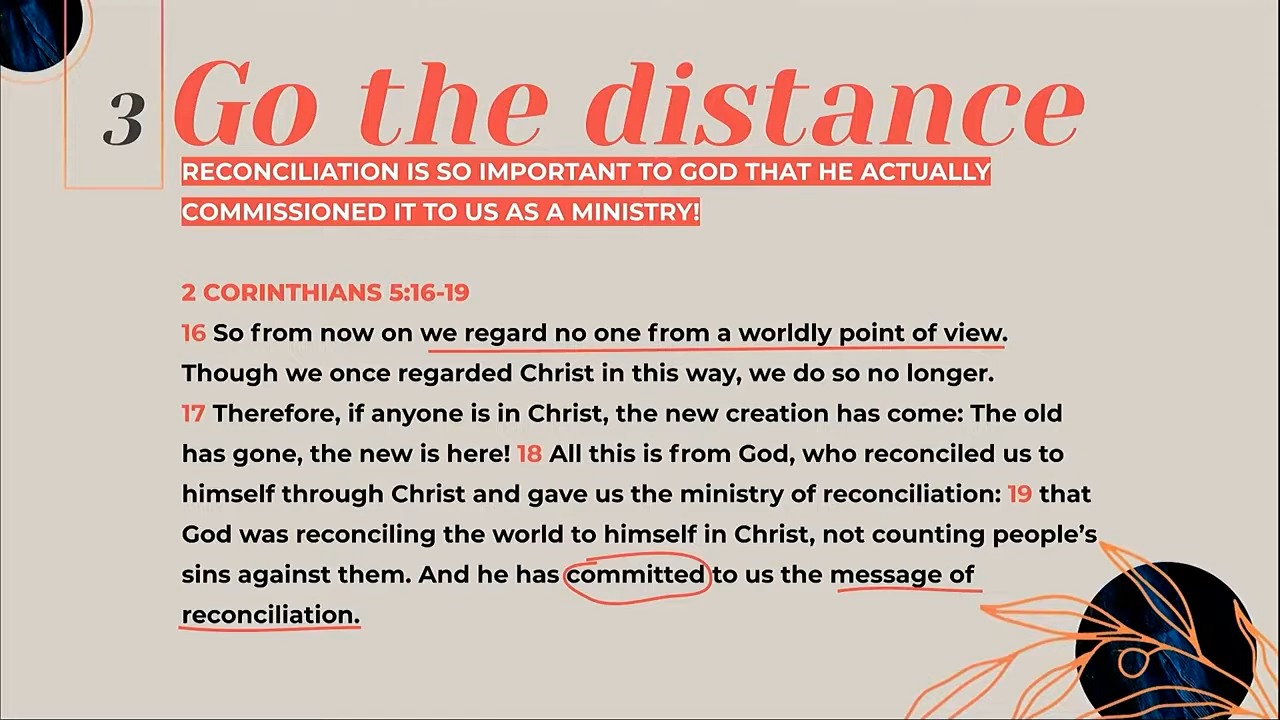 3 Go the distance
RECONCILIATION IS SO IMPORTANT TO GOD THAT HE ACTUALLY
COMMISSIONED IT TO US AS A MINISTRY!
2 CORINTHIANS 5:16-19
16 So from now on we regard no one from a worldly point of view.
Though we once regarded Christ in this way, we do so no longer.
17 Therefore, if anyone is in Christ, the new creation has come: The old
has gone, the new is here! 18 All this is from God, who reconciled us to
himself through Christ and gave us the ministry of reconciliation: 19 that
God was reconciling the world to himself in Christ, not counting people’s
sins against them. And he has committed to us the message of
reconciliation.